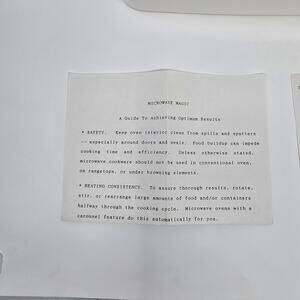 MICROWAVE MAGIC
A Guide To Achieving Optimum Results
* SAFETY. Keep oven interior clean from spills and spatters
-- especially around doors and seals. Food buildup can impede
cooking time and efficiency. Unless otherwise stated,
microwave cookware should not be used in conventional oven,
on rangetops, or under browning elements.
* HEATING CONSISTENCY. To assure thorough results, rotate,
stir, or rearrange large amounts of food and/or containers
halfway through the cooking cycle. Microwave ovens with a
carousel feature do this automatically for you.